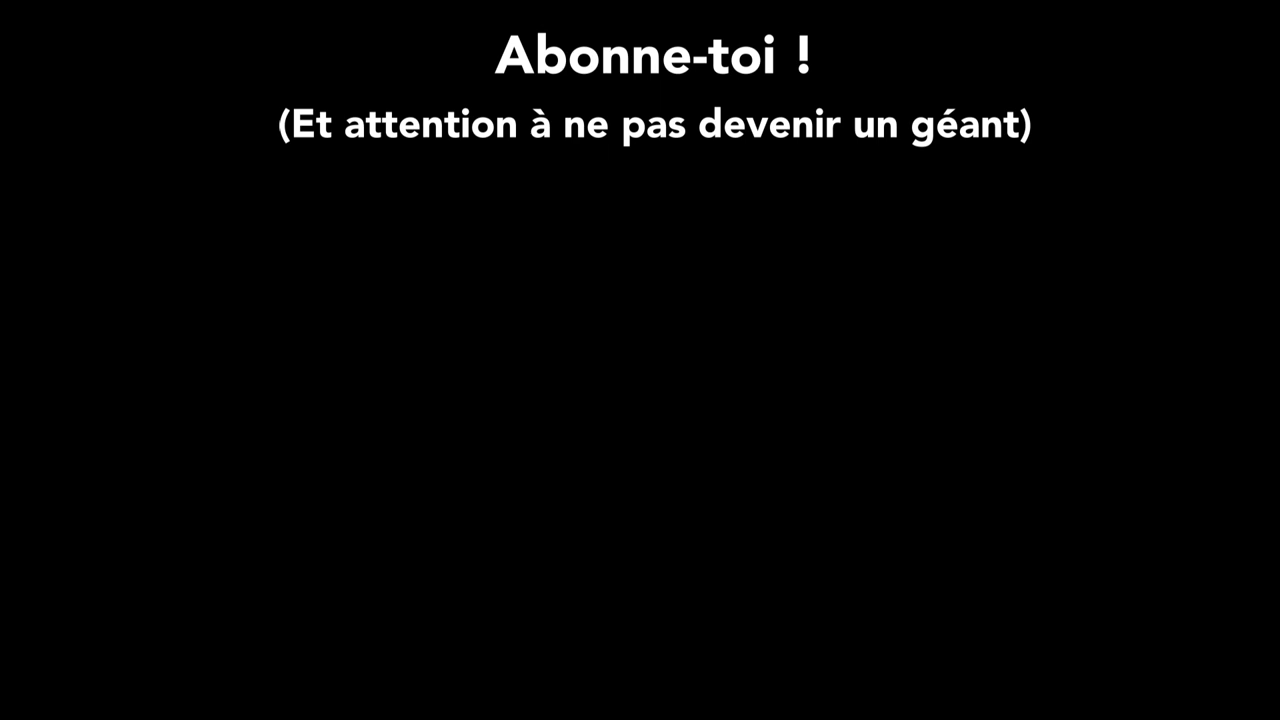 Abonne-toi !
(Et attention à ne pas devenir un géant)